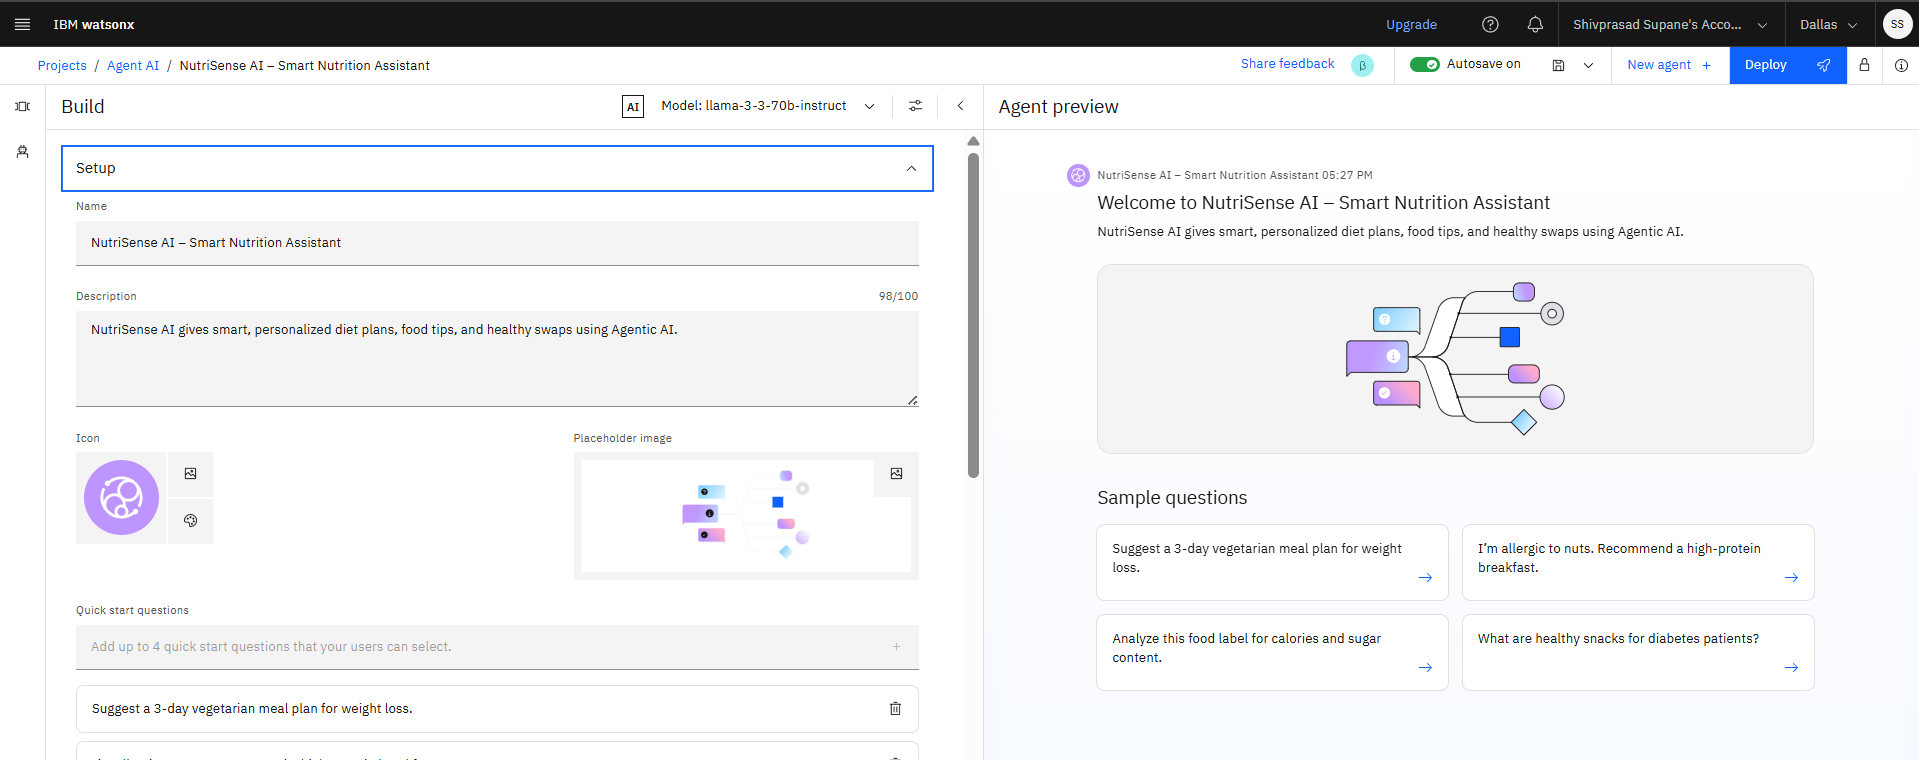 IBM watsonx
Upgrade
Shivprasad Supane's Acco...
Dallas
SS
Projects / Agent AI / NutriSense AI – Smart Nutrition Assistant
Share feedback
β
Autosave on
New agent +
Deploy
Build
AI
Model: llama-3-3-70b-instruct
Agent preview
Setup
Name
NutriSense AI – Smart Nutrition Assistant
Description
98/100
NutriSense AI gives smart, personalized diet plans, food tips, and healthy swaps using Agentic AI.
Icon
Placeholder image
Quick start questions
Add up to 4 quick start questions that your users can select.
Suggest a 3-day vegetarian meal plan for weight loss.
NutriSense AI – Smart Nutrition Assistant 05:27 PM
Welcome to NutriSense AI – Smart Nutrition Assistant
NutriSense AI gives smart, personalized diet plans, food tips, and healthy swaps using Agentic AI.
Sample questions
Suggest a 3-day vegetarian meal plan for weight
loss.
I’m allergic to nuts. Recommend a high-protein
breakfast.
Analyze this food label for calories and sugar
content.
What are healthy snacks for diabetes patients?